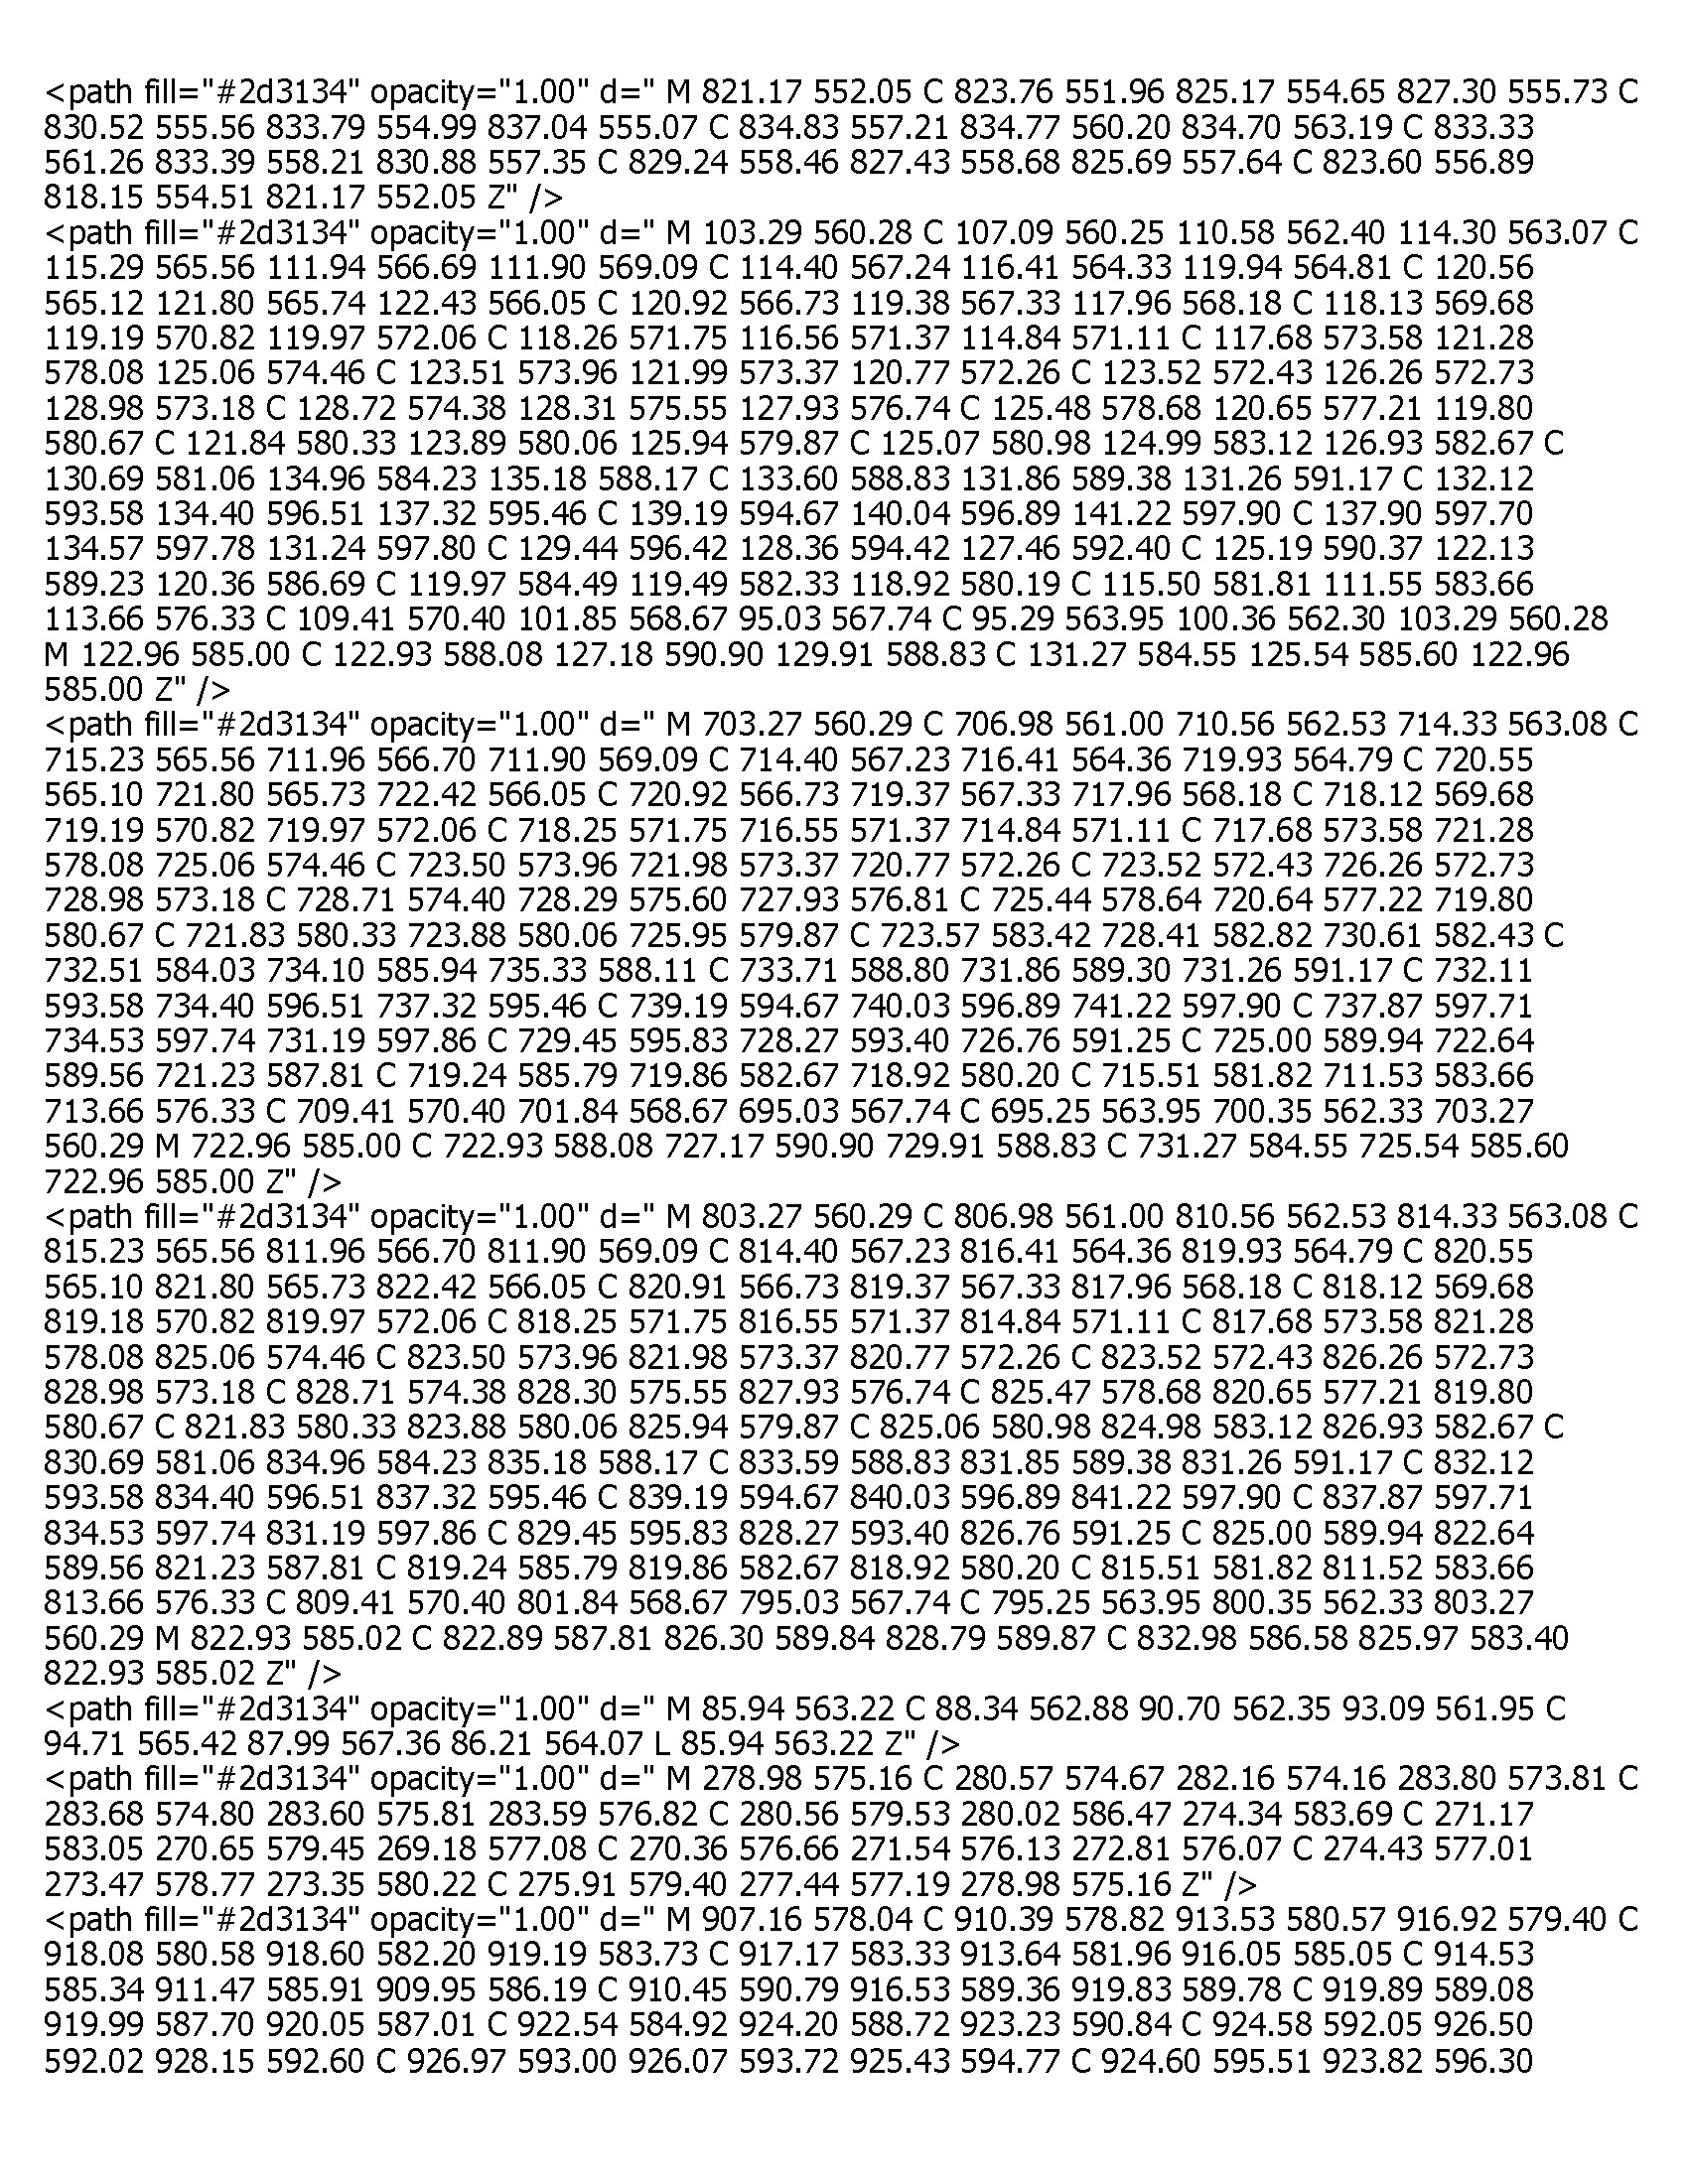 <path fill="#2d3134" opacity="1.00" d=" M 821.17 552.05 C 823.76 551.96 825.17 554.65 827.30 555.73 C
830.52 555.56 833.79 554.99 837.04 555.07 C 834.83 557.21 834.77 560.20 834.70 563.19 C 833.33
561.26 833.39 558.21 830.88 557.35 C 829.24 558.46 827.43 558.68 825.69 557.64 C 823.60 556.89
818.15 554.51 821.17 552.05 Z" />
<path fill="#2d3134" opacity="1.00" d=" M 103.29 560.28 C 107.09 560.25 110.58 562.40 114.30 563.07 C
115.29 565.56 111.94 566.69 111.90 569.09 C 114.40 567.24 116.41 564.33 119.94 564.81 C 120.56
565.12 121.80 565.74 122.43 566.05 C 120.92 566.73 119.38 567.33 117.96 568.18 C 118.13 569.68
119.19 570.82 119.97 572.06 C 118.26 571.75 116.56 571.37 114.84 571.11 C 117.68 573.58 121.28
578.08 125.06 574.46 C 123.51 573.96 121.99 573.37 120.77 572.26 C 123.52 572.43 126.26 572.73
128.98 573.18 C 128.72 574.38 128.31 575.55 127.93 576.74 C 125.48 578.68 120.65 577.21 119.80
580.67 C 121.84 580.33 123.89 580.06 125.94 579.87 C 125.07 580.98 124.99 583.12 126.93 582.67 C
130.69 581.06 134.96 584.23 135.18 588.17 C 133.60 588.83 131.86 589.38 131.26 591.17 C 132.12
593.58 134.40 596.51 137.32 595.46 C 139.19 594.67 140.04 596.89 141.22 597.90 C 137.90 597.70
134.57 597.78 131.24 597.80 C 129.44 596.42 128.36 594.42 127.46 592.40 C 125.19 590.37 122.13
589.23 120.36 586.69 C 119.97 584.49 119.49 582.33 118.92 580.19 C 115.50 581.81 111.55 583.66
113.66 576.33 C 109.41 570.40 101.85 568.67 95.03 567.74 C 95.29 563.95 100.36 562.30 103.29 560.28
M 122.96 585.00 C 122.93 588.08 127.18 590.90 129.91 588.83 C 131.27 584.55 125.54 585.60 122.96
585.00 Z" />
<path fill="#2d3134" opacity="1.00" d=" M 703.27 560.29 C 706.98 561.00 710.56 562.53 714.33 563.08 C
715.23 565.56 711.96 566.70 711.90 569.09 C 714.40 567.23 716.41 564.36 719.93 564.79 C 720.55
565.10 721.80 565.73 722.42 566.05 C 720.92 566.73 719.37 567.33 717.96 568.18 C 718.12 569.68
719.19 570.82 719.97 572.06 C 718.25 571.75 716.55 571.37 714.84 571.11 C 717.68 573.58 721.28
578.08 725.06 574.46 C 723.50 573.96 721.98 573.37 720.77 572.26 C 723.52 572.43 726.26 572.73
728.98 573.18 C 728.71 574.40 728.29 575.60 727.93 576.81 C 725.44 578.64 720.64 577.22 719.80
580.67 C 721.83 580.33 723.88 580.06 725.95 579.87 C 723.57 583.42 728.41 582.82 730.61 582.43 C
732.51 584.03 734.10 585.94 735.33 588.11 C 733.71 588.80 731.86 589.30 731.26 591.17 C 732.11
593.58 734.40 596.51 737.32 595.46 C 739.19 594.67 740.03 596.89 741.22 597.90 C 737.87 597.71
734.53 597.74 731.19 597.86 C 729.45 595.83 728.27 593.40 726.76 591.25 C 725.00 589.94 722.64
589.56 721.23 587.81 C 719.24 585.79 719.86 582.67 718.92 580.20 C 715.51 581.82 711.53 583.66
713.66 576.33 C 709.41 570.40 701.84 568.67 695.03 567.74 C 695.25 563.95 700.35 562.33 703.27
560.29 M 722.96 585.00 C 722.93 588.08 727.17 590.90 729.91 588.83 C 731.27 584.55 725.54 585.60
722.96 585.00 Z" />
<path fill="#2d3134" opacity="1.00" d=" M 803.27 560.29 C 806.98 561.00 810.56 562.53 814.33 563.08 C
815.23 565.56 811.96 566.70 811.90 569.09 C 814.40 567.23 816.41 564.36 819.93 564.79 C 820.55
565.10 821.80 565.73 822.42 566.05 C 820.91 566.73 819.37 567.33 817.96 568.18 C 818.12 569.68
819.18 570.82 819.97 572.06 C 818.25 571.75 816.55 571.37 814.84 571.11 C 817.68 573.58 821.28
578.08 825.06 574.46 C 823.50 573.96 821.98 573.37 820.77 572.26 C 823.52 572.43 826.26 572.73
828.98 573.18 C 828.71 574.38 828.30 575.55 827.93 576.74 C 825.47 578.68 820.65 577.21 819.80
580.67 C 821.83 580.33 823.88 580.06 825.94 579.87 C 825.06 580.98 824.98 583.12 826.93 582.67 C
830.69 581.06 834.96 584.23 835.18 588.17 C 833.59 588.83 831.85 589.38 831.26 591.17 C 832.12
593.58 834.40 596.51 837.32 595.46 C 839.19 594.67 840.03 596.89 841.22 597.90 C 837.87 597.71
834.53 597.74 831.19 597.86 C 829.45 595.83 828.27 593.40 826.76 591.25 C 825.00 589.94 822.64
589.56 821.23 587.81 C 819.24 585.79 819.86 582.67 818.92 580.20 C 815.51 581.82 811.52 583.66
813.66 576.33 C 809.41 570.40 801.84 568.67 795.03 567.74 C 795.25 563.95 800.35 562.33 803.27
560.29 M 822.93 585.02 C 822.89 587.81 826.30 589.84 828.79 589.87 C 832.98 586.58 825.97 583.40
822.93 585.02 Z" />
<path fill="#2d3134" opacity="1.00" d=" M 85.94 563.22 C 88.34 562.88 90.70 562.35 93.09 561.95 C
94.71 565.42 87.99 567.36 86.21 564.07 L 85.94 563.22 Z" />
<path fill="#2d3134" opacity="1.00" d=" M 278.98 575.16 C 280.57 574.67 282.16 574.16 283.80 573.81 C
283.68 574.80 283.60 575.81 283.59 576.82 C 280.56 579.53 280.02 586.47 274.34 583.69 C 271.17
583.05 270.65 579.45 269.18 577.08 C 270.36 576.66 271.54 576.13 272.81 576.07 C 274.43 577.01
273.47 578.77 273.35 580.22 C 275.91 579.40 277.44 577.19 278.98 575.16 Z" />
<path fill="#2d3134" opacity="1.00" d=" M 907.16 578.04 C 910.39 578.82 913.53 580.57 916.92 579.40 C
918.08 580.58 918.60 582.20 919.19 583.73 C 917.17 583.33 913.64 581.96 916.05 585.05 C 914.53
585.34 911.47 585.91 909.95 586.19 C 910.45 590.79 916.53 589.36 919.83 589.78 C 919.89 589.08
919.99 587.70 920.05 587.01 C 922.54 584.92 924.20 588.72 923.23 590.84 C 924.58 592.05 926.50
592.02 928.15 592.60 C 926.97 593.00 926.07 593.72 925.43 594.77 C 924.60 595.51 923.82 596.30